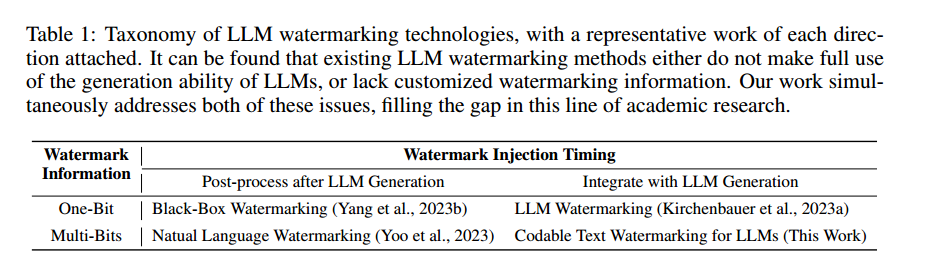 Table 1: Taxonomy of LLM watermarking technologies, with a representative work of each direc-
tion attached. It can be found that existing LLM watermarking methods either do not make full use
of the generation ability of LLMs, or lack customized watermarking information. Our work simul-
taneously addresses both of these issues, filling the gap in this line of academic research.
Watermark Information | Watermark Injection Timing
Post-process after LLM Generation Integrate with LLM Generation
One-Bit | Black-Box Watermarking (Yang et al., 2023b) LLM Watermarking (Kirchenbauer et al., 2023a)
Multi-Bits | Natual Language Watermarking (Yoo et al., 2023) Codable Text Watermarking for LLMs (This Work)